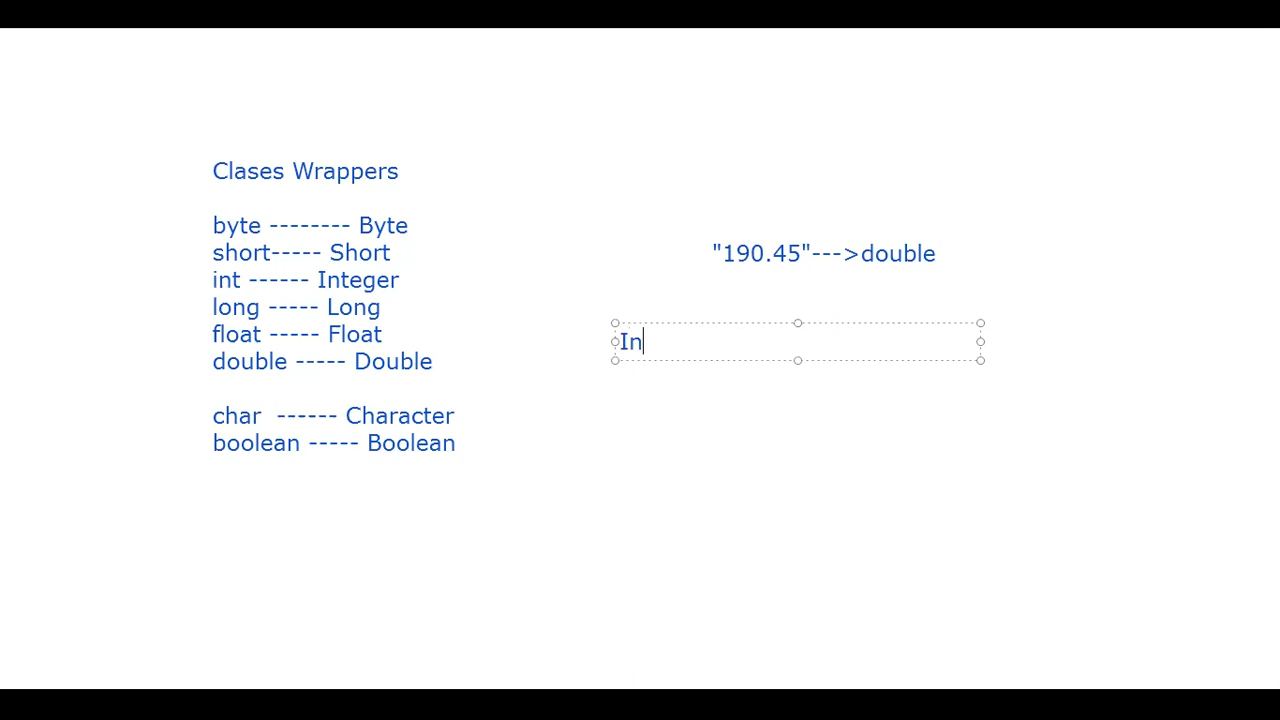 Clases Wrappers
byte -------- Byte
short----- Short
int ------ Integer
long ----- Long
float ----- Float
double ----- Double
char  ------ Character
boolean ----- Boolean
"190.45"--->double
In